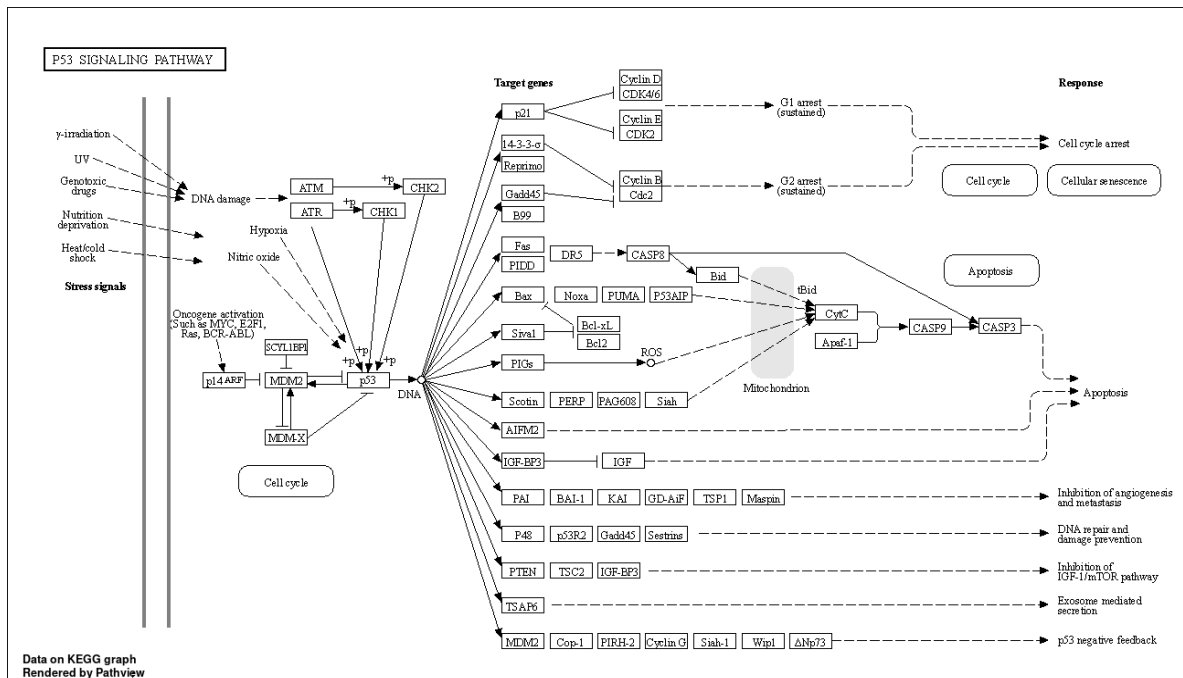 P53 SIGNALING PATHWAY
Target genes
Response
γ-irradiation
UV
Genotoxic
drugs
Nutrition
deprivation
Heat/cold
shock
Stress signals
DNA damage
ATM
+p
CHK2
ATR
+p
CHK1
Hypoxia
Nitric oxide
Oncogene activation
(Such as MYC, E2F1,
Ras, BCR-ABL)
SCYL1BP1
+p
+p
+p
p14ARF
MDM2
p53
DNA
MDM-X
Cell cycle
p21
Cyclin D
CDK4/6
Cyclin E
CDK2
G1 arrest
(sustained)
14-3-3-σ
Reprimo
Gadd45
B99
Cyclin B
Cdc2
G2 arrest
(sustained)
Cell cycle arrest
Cell cycle
Cellular senescence
Fas
PIDD
DR5
CASP8
Bid
tBid
Apoptosis
Bax
Noxa
PUMA
P53AIP
CytC
Siva1
Bcl-xL
Bcl2
Apaf-1
CASP9
CASP3
PIGs
ROS
Mitochondrion
Scotin
PERP
PAG608
Siah
Apoptosis
AIFM2
IGF-BP3
IGF
PAI
BAI-1
KAI
GD-AiF
TSP1
Maspin
Inhibition of angiogenesis
and metastasis
P48
p53R2
Gadd45
Sestrins
DNA repair and
damage prevention
PTEN
TSC2
IGF-BP3
Inhibition of
IGF-1/mTOR pathway
TSAP6
Exosome mediated
secretion
MDM2
Cop-1
PIRH-2
Cyclin G
Siah-1
Wip1
ΔNp73
p53 negative feedback
Data on KEGG graph
Rendered by Pathview